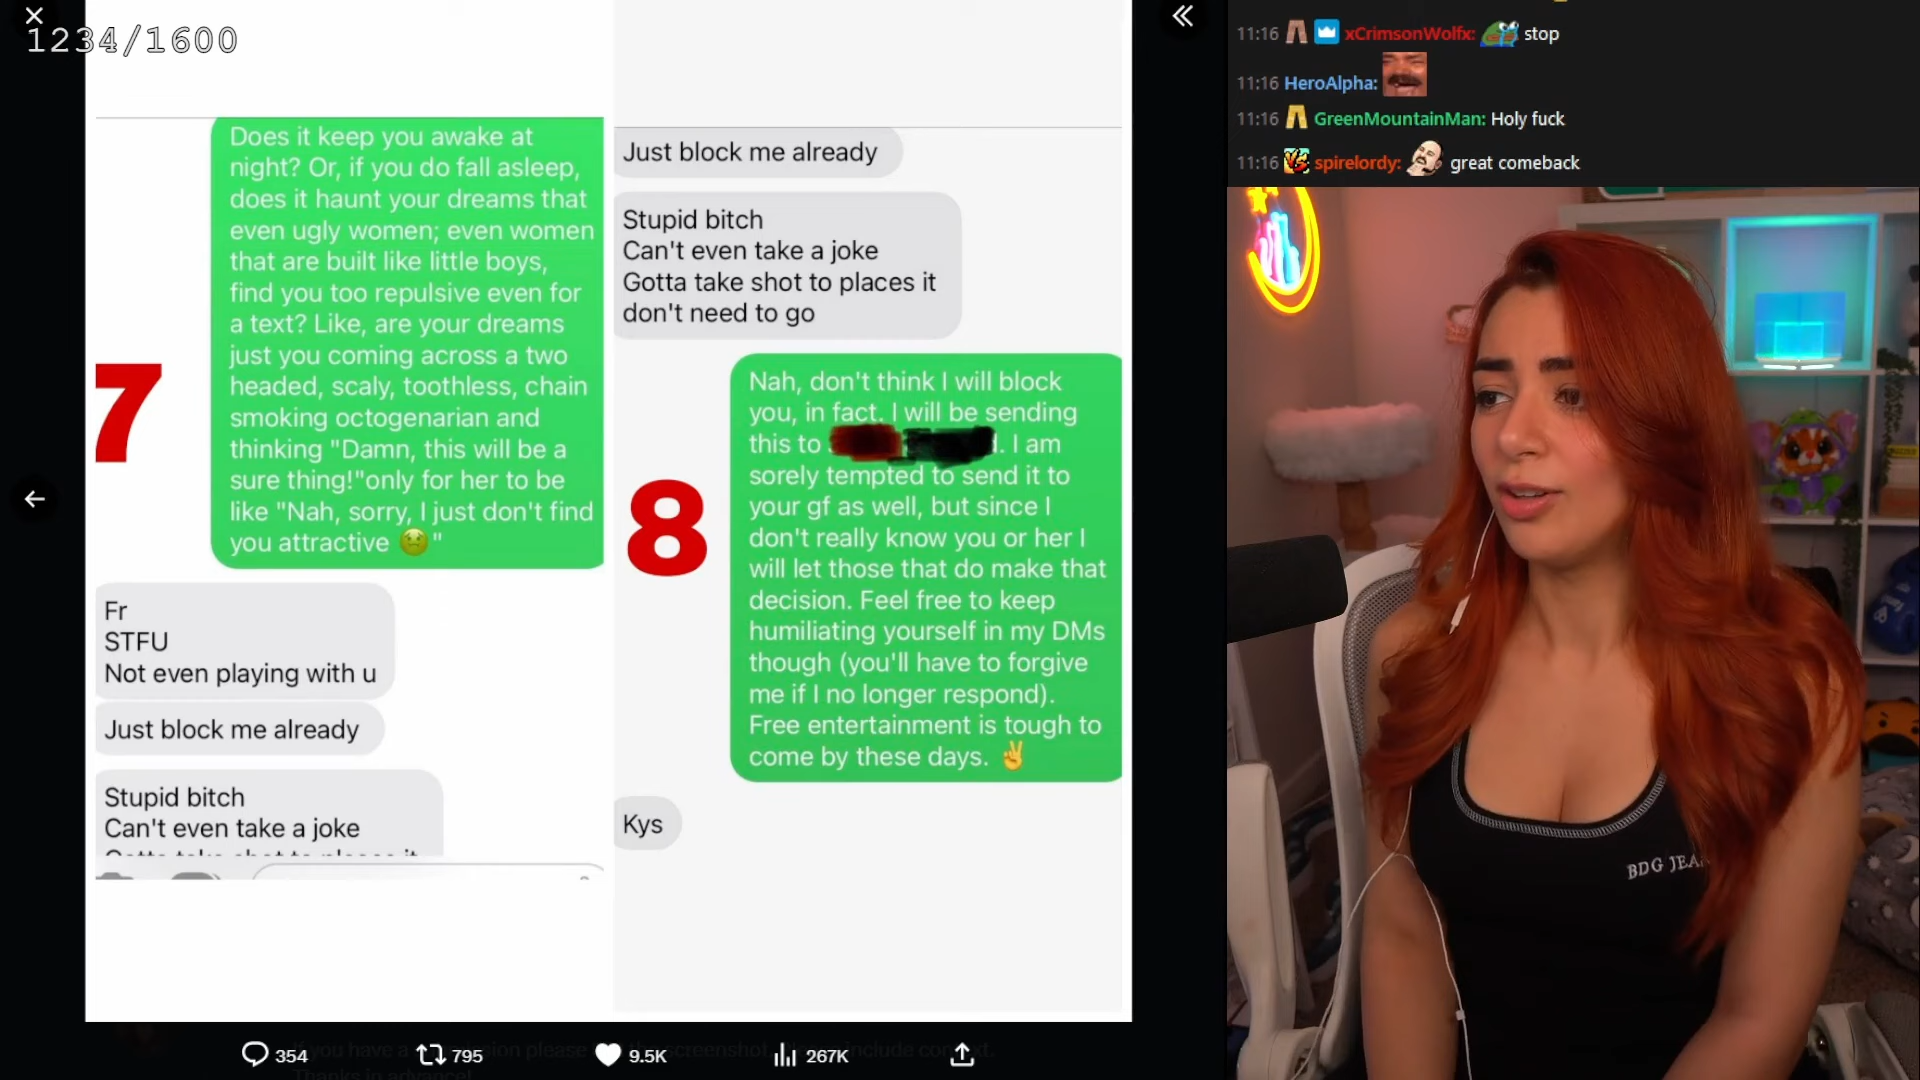 1234/1600
Does it keep you awake at
night? Or, if you do fall asleep,
does it haunt your dreams that
even ugly women; even women
that are built like little boys,
find you too repulsive even for
a text? Like, are your dreams
just you coming across a two
headed, scaly, toothless, chain
smoking octogenarian and
thinking "Damn, this will be a
sure thing!"only for her to be
like "Nah, sorry, I just don't find
you attractive 🤢"
7
Fr
STFU
Not even playing with u
Just block me already
Stupid bitch
Can't even take a joke
Gotta take shot to places it
Just block me already
Stupid bitch
Can't even take a joke
Gotta take shot to places it
don't need to go
Nah, don't think I will block
you, in fact. I will be sending
this to
. I am
sorely tempted to send it to
your gf as well, but since I
don't really know you or her I
will let those that do make that
decision. Feel free to keep
humiliating yourself in my DMs
though (you'll have to forgive
me if I no longer respond).
Free entertainment is tough to
come by these days. ✌️
8
Kys
354
795
9.5K
267K
11:16 xCrimsonWolfx: stop
11:16 HeroAlpha:
11:16 GreenMountainMan: Holy fuck
11:16 spirelordy: great comeback
BDG JEA